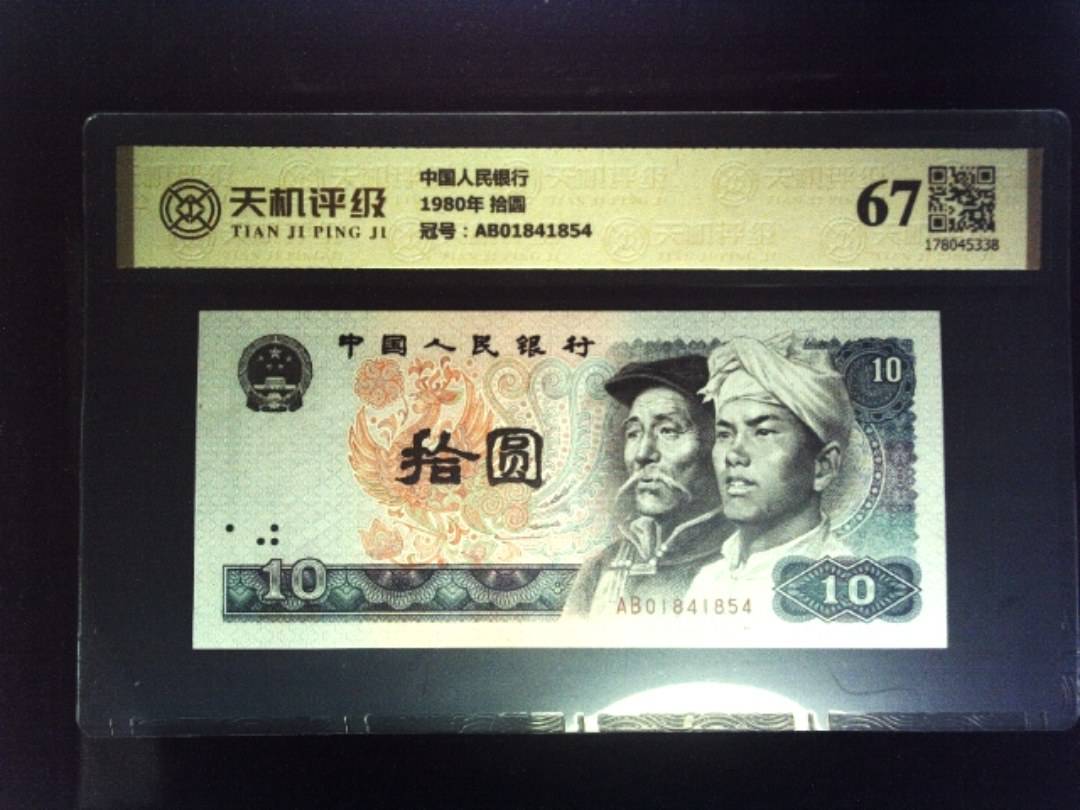 天机评级
TIAN JI PING JI
中国人民银行
1980年 拾圆
冠号：AB01841854
67
178045338
中国人民银行
10
拾圆
10
AB01841854
10